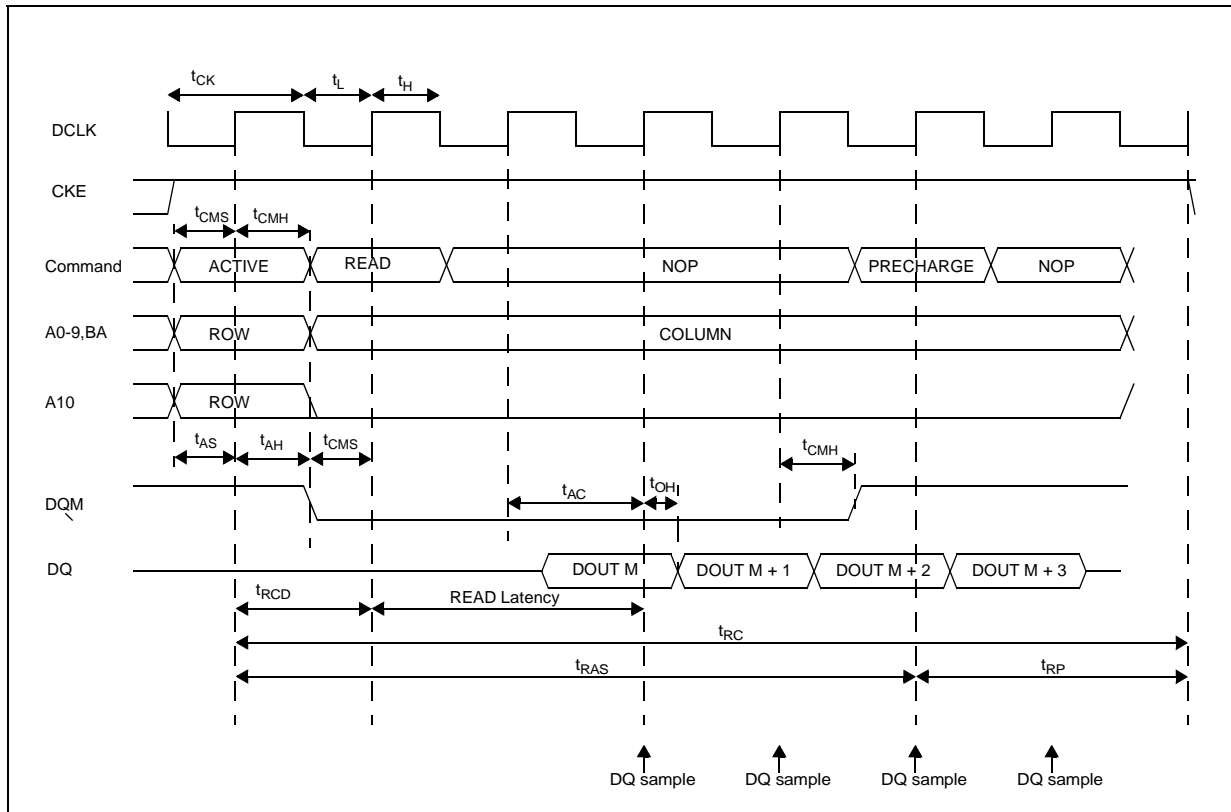 tCK tL tH
DCLK
CKE
tCMS tCMH
Command ACTIVE READ NOP PRECHARGE NOP
A0-9,BA ROW COLUMN
A10 ROW
tAS tAH tCMS tCMH
DQM tAC tOH
DQ DOUT M DOUT M + 1 DOUT M + 2 DOUT M + 3
tRCD READ Latency
tRC
tRAS tRP
DQ sample DQ sample DQ sample DQ sample